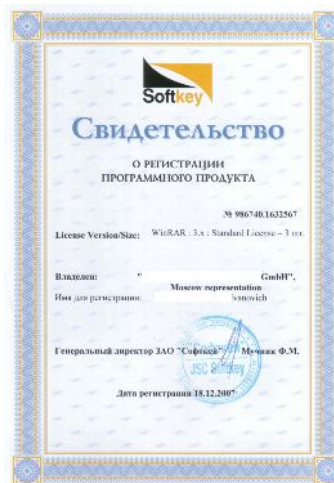 Softkey
Свидетельство
О РЕГИСТРАЦИИ
ПРОГРАММНОГО ПРОДУКТА
№ 986740.1632567
License Version/Size: WinRAR : 3.x : Standard License – 3 шт.
Владелец: " GmbH",
Moscow representation
Имя для регистрации: ivanovich
Генеральный директор ЗАО "Софткей" Мучник Ф.М.
JSC Softkey
Дата регистрации 18.12.2007